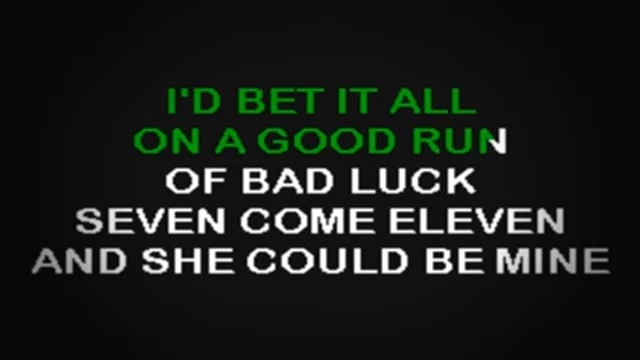 I'D BET IT ALL
ON A GOOD RUN
OF BAD LUCK
SEVEN COME ELEVEN
AND SHE COULD BE MINE